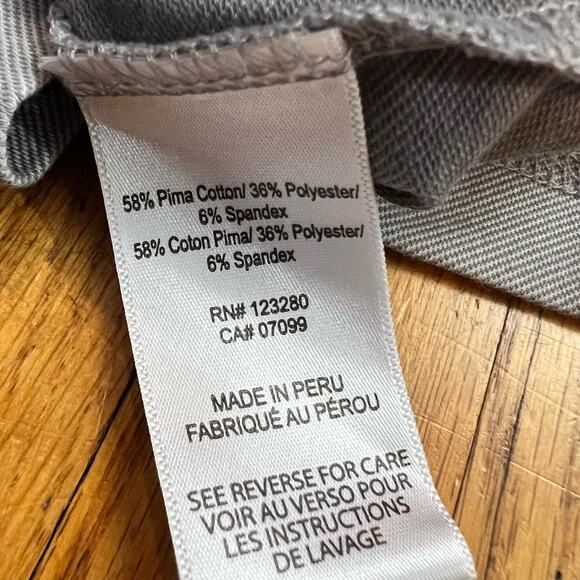 58% Pima Cotton/ 36% Polyester/
6% Spandex
58% Coton Pima/ 36% Polyester/
6% Spandex
RN# 123280
CA# 07099
MADE IN PERU
FABRIQUÉ AU PÉROU
SEE REVERSE FOR CARE
VOIR AU VERSO POUR
LES INSTRUCTIONS
DE LAVAGE